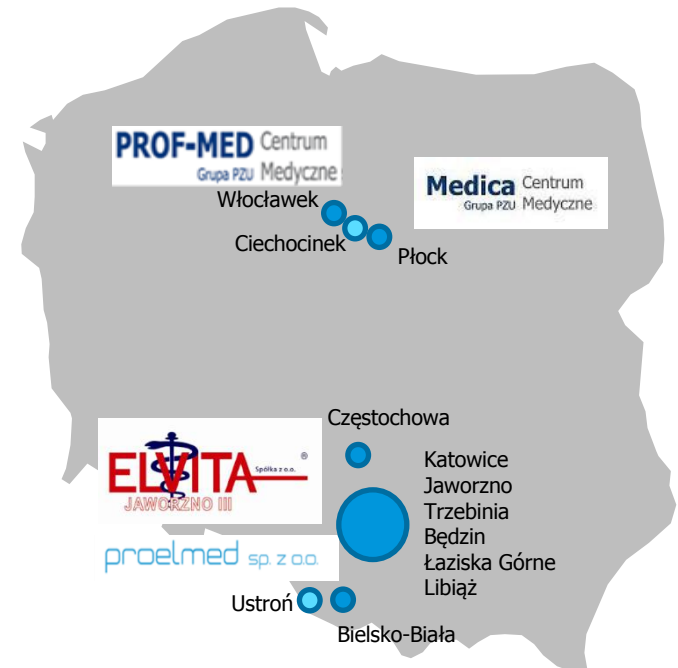 PROF-MED Centrum
Grupa PZU Medyczne
Medica Centrum
Grupa PZU Medyczne
Włocławek
Ciechocinek
Płock
Częstochowa
ELVITA Spółka z o.o. ®
JAWORZNO III
proelmed sp. z o.o.
Katowice
Jaworzno
Trzebinia
Będzin
Łaziska Górne
Libiąż
Ustroń
Bielsko-Biała